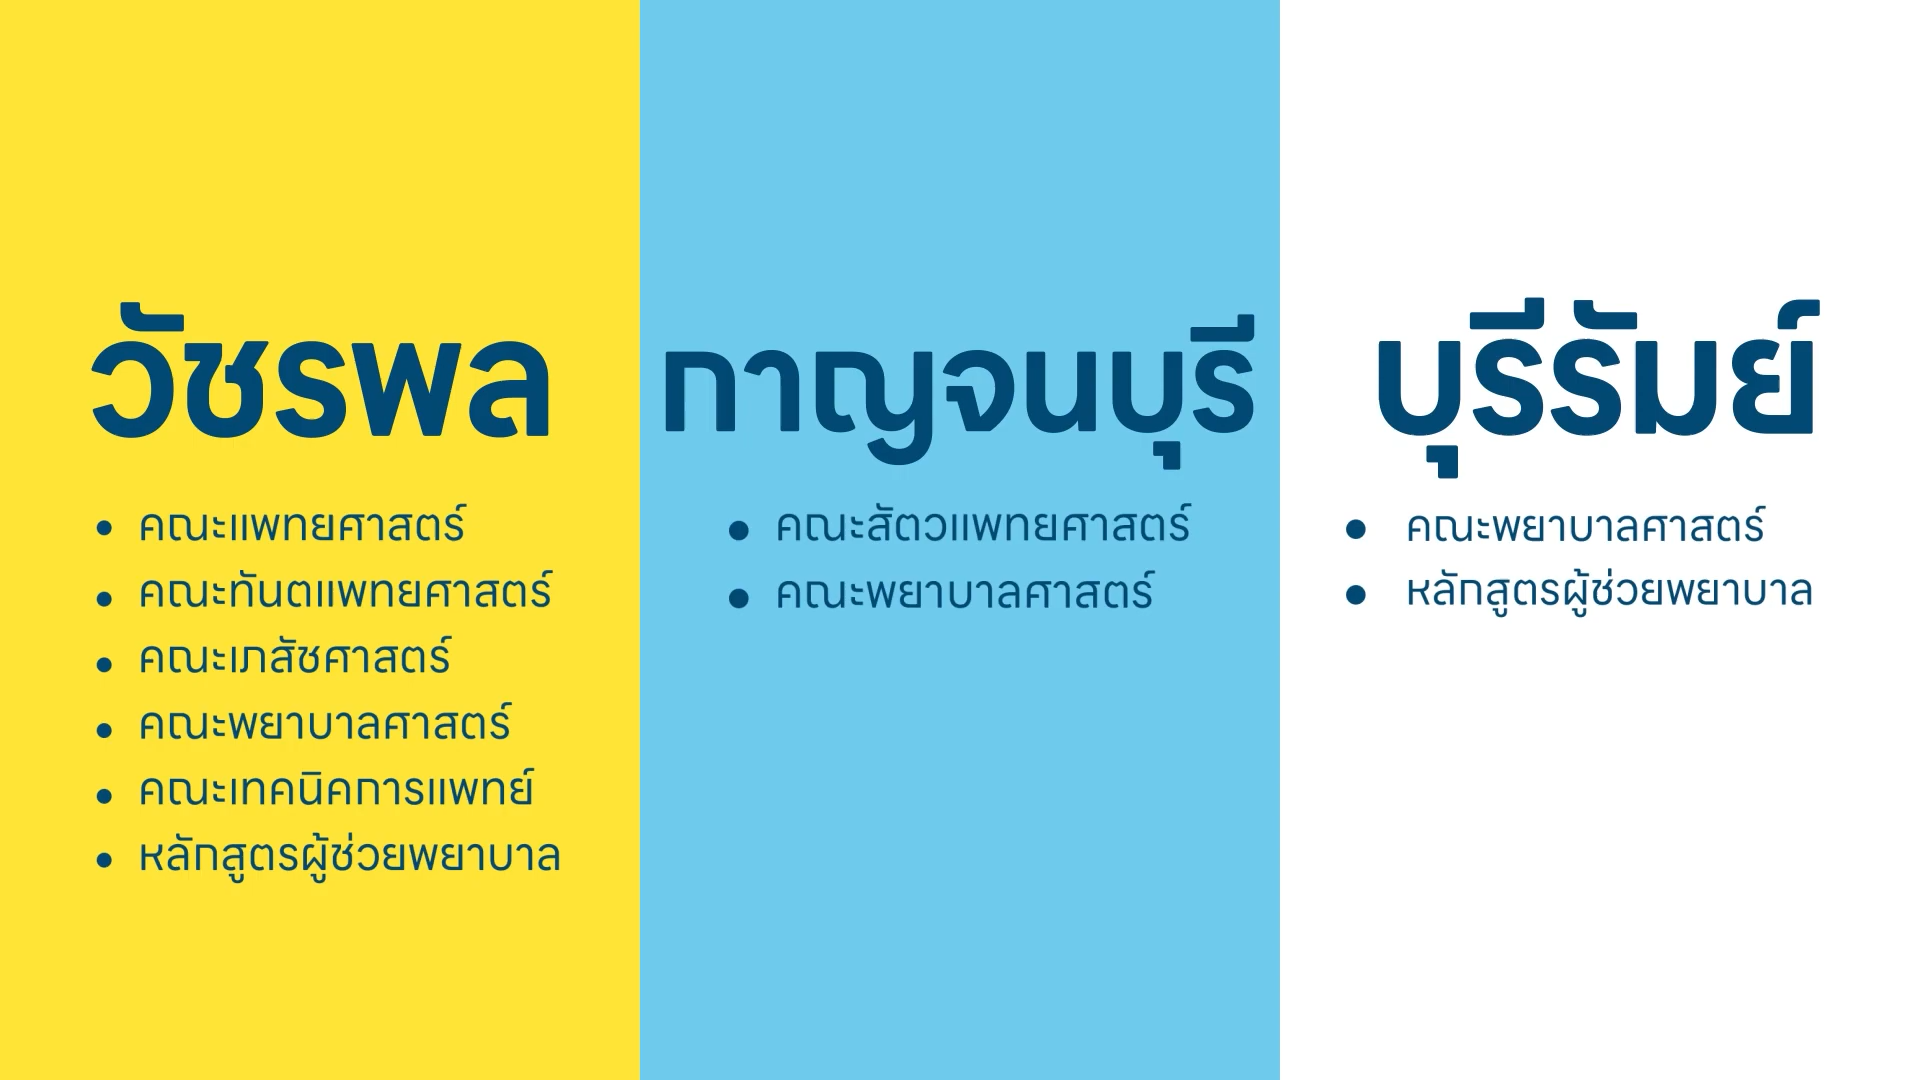 วัชรพล
• คณะแพทยศาสตร์
• คณะทันตแพทยศาสตร์
• คณะเภสัชศาสตร์
• คณะพยาบาลศาสตร์
• คณะเทคนิคการแพทย์
• หลักสูตรผู้ช่วยพยาบาล
กาญจนบุรี
• คณะสัตวแพทยศาสตร์
• คณะพยาบาลศาสตร์
บุรีรัมย์
• คณะพยาบาลศาสตร์
• หลักสูตรผู้ช่วยพยาบาล